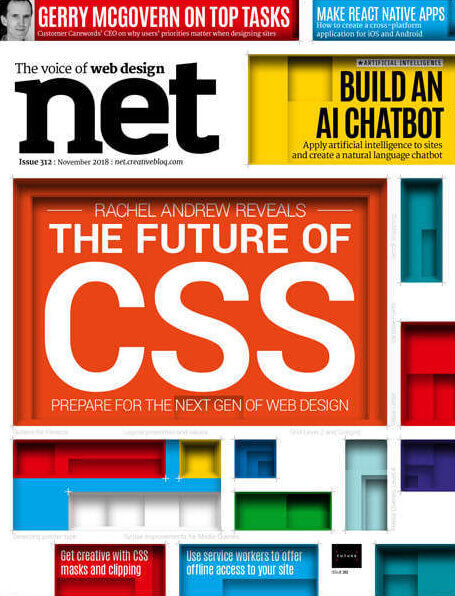 GERRY MCGOVERN ON TOP TASKS
Customer Carewords' CEO on why users' priorities matter when designing sites
MAKE REACT NATIVE APPS
How to create a cross-platform
application for iOS and Android
The voice of web design
net
Issue 312 : November 2018 : net.creativebloq.com
★ARTIFICIAL INTELLIGENCE
BUILD AN
AI CHATBOT
Apply artificial intelligence to sites
and create a natural language chatbot
RACHEL ANDREW REVEALS
THE FUTURE OF
CSS
PREPARE FOR THE NEXT GEN OF WEB DESIGN
Get creative with CSS
masks and clipping
Use service workers to offer
offline access to your site
FUTURE
ISSUE 312